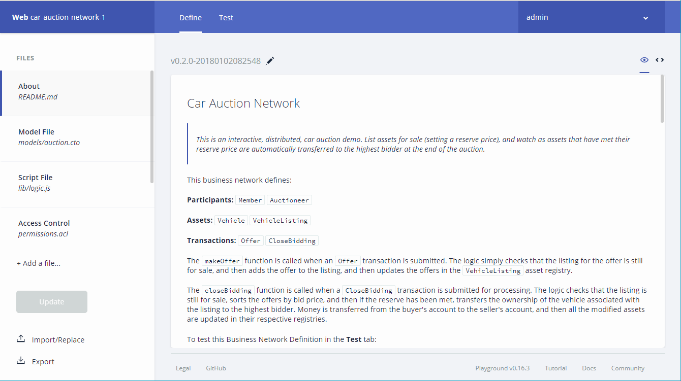 Web car auction network 1
Define
Test
admin
FILES
About
README.md
Model File
models/auction.cto
Script File
lib/logic.js
Access Control
permissions.acl
+ Add a file...
Update
Import/Replace
Export
v0.2.0-20180102082548
Car Auction Network
This is an interactive, distributed, car auction demo. List assets for sale (setting a reserve price), and watch as assets that have met their
reserve price are automatically transferred to the highest bidder at the end of the auction.
This business network defines:
Participants: Member Auctioneer
Assets: Vehicle VehicleListing
Transactions: Offer CloseBidding
The makeOffer function is called when an Offer transaction is submitted. The logic simply checks that the listing for the offer is still
for sale, and then adds the offer to the listing, and then updates the offers in the VehicleListing asset registry.
The closeBidding function is called when a CloseBidding transaction is submitted for processing. The logic checks that the listing is
still for sale, sorts the offers by bid price, and then if the reserve has been met, transfers the ownership of the vehicle associated with
the listing to the highest bidder. Money is transferred from the buyer's account to the seller's account, and then all the modified assets
are updated in their respective registries.
To test this Business Network Definition in the Test tab:
Legal
GitHub
Playground v0.16.3
Tutorial
Docs
Community